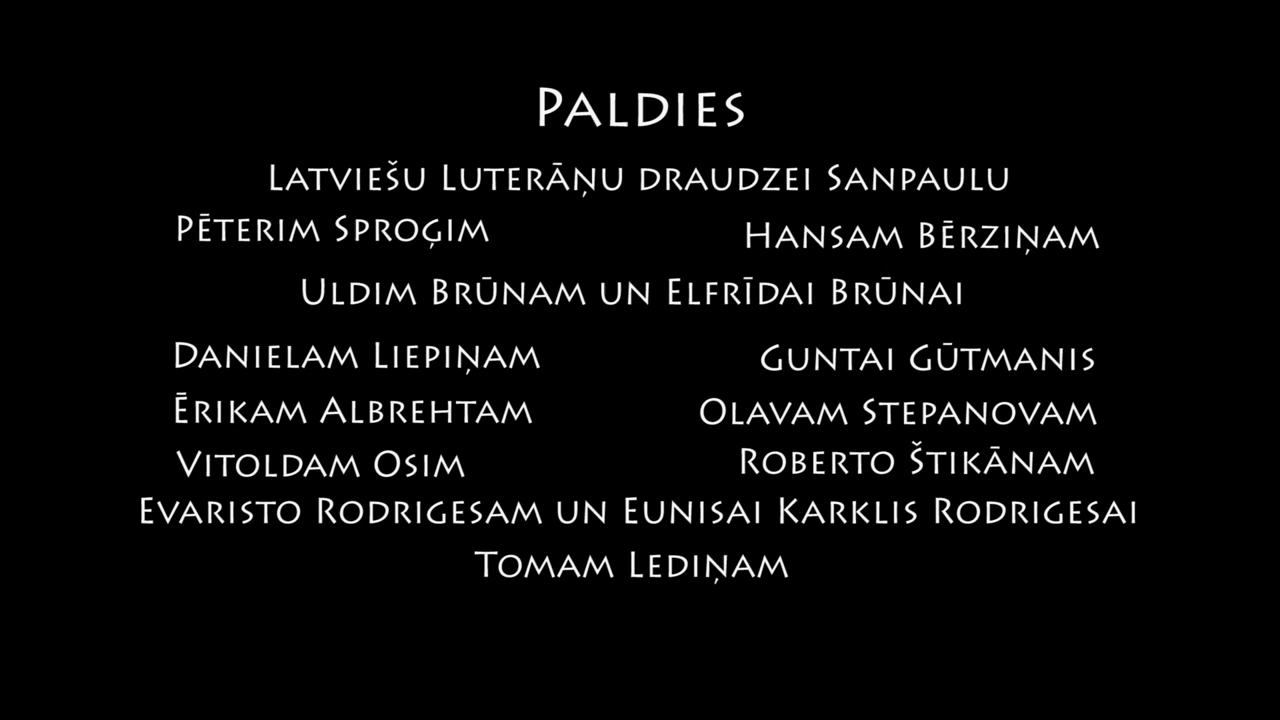 Paldies
Latviešu Luterāņu draudzei Sanpaulu
Pēterim Sproģim
Hansam Bērziņam
Uldim Brūnam un Elfrīdai Brūnai
Danielam Liepiņam
Guntai Gūtmanis
Ērikam Albrehtam
Olavam Stepanovam
Vitoldam Osim
Roberto Štikānam
Evaristo Rodrigesam un Eunisai Karklis Rodrigesai
Tomam Lediņam